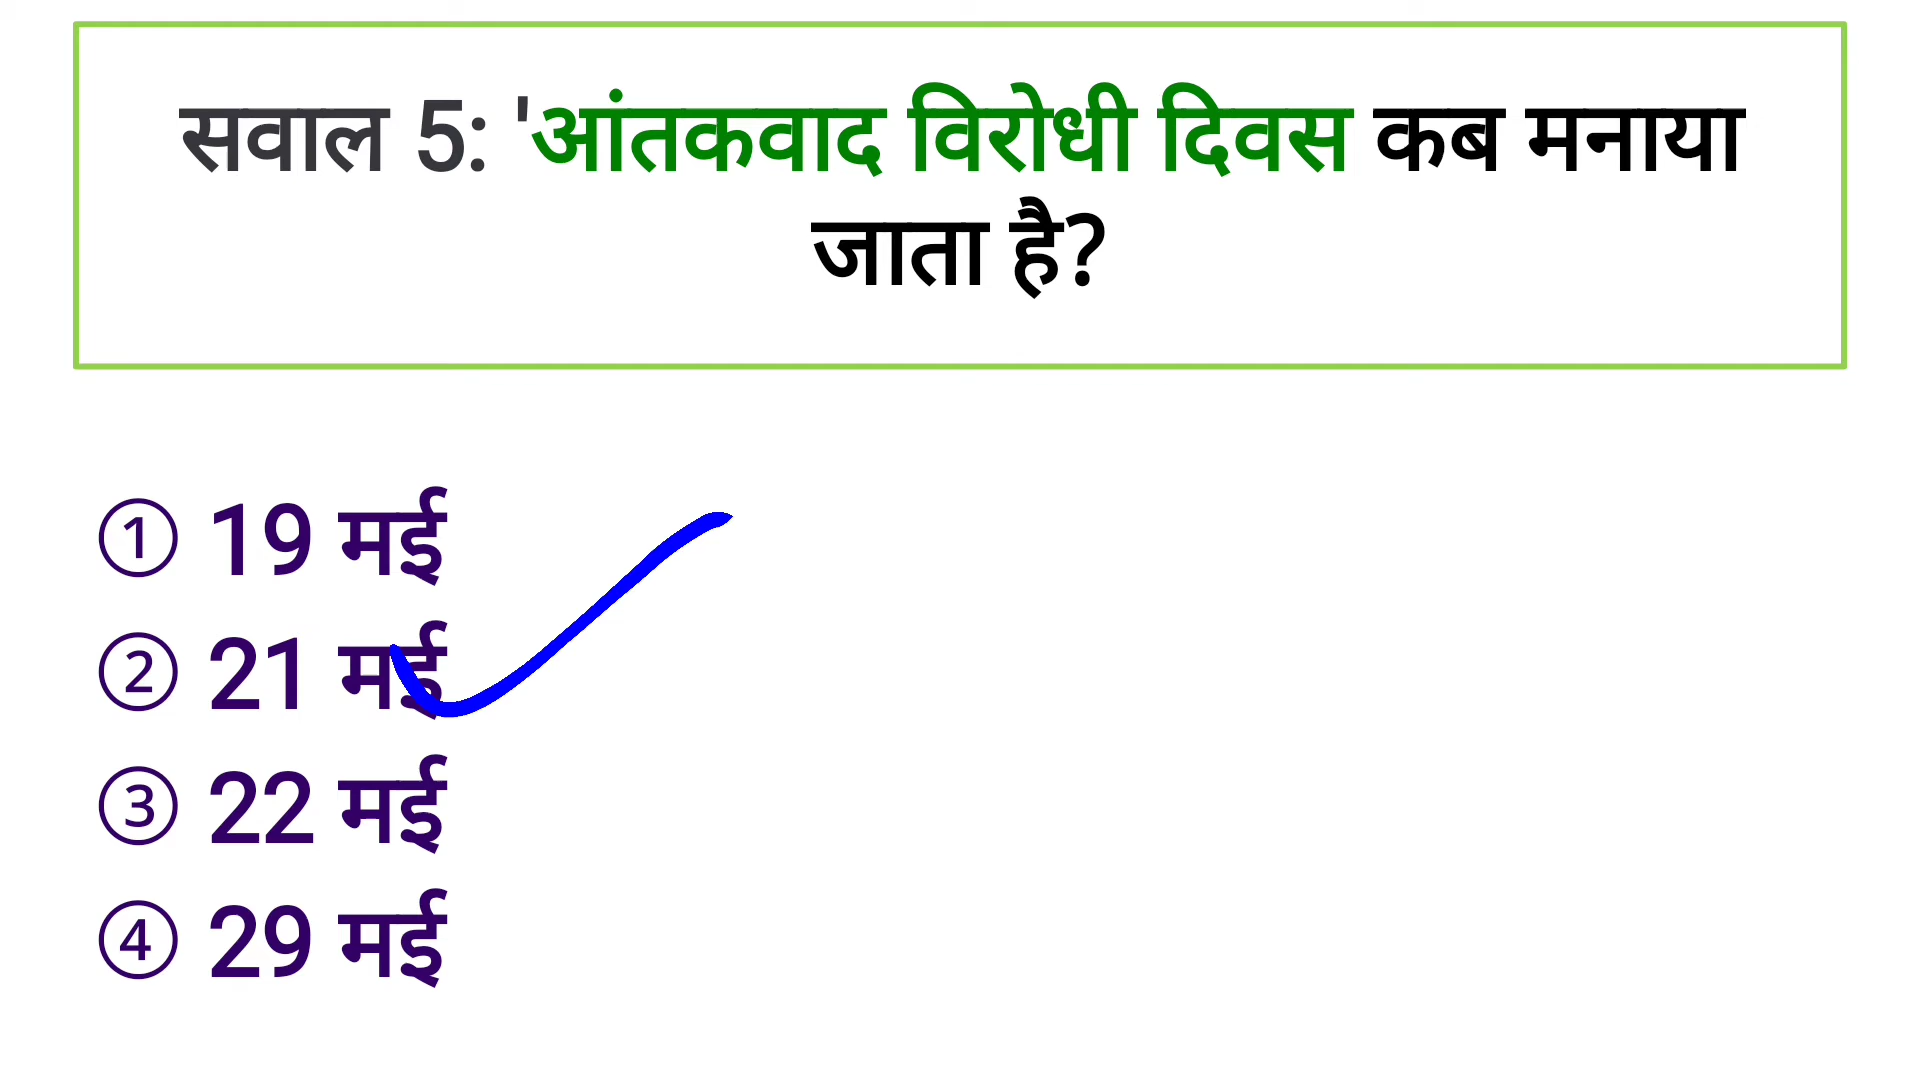 सवाल 5: 'आंतकवाद विरोधी दिवस कब मनाया
जाता है?
① 19 मई
② 21 मई
③ 22 मई
④ 29 मई